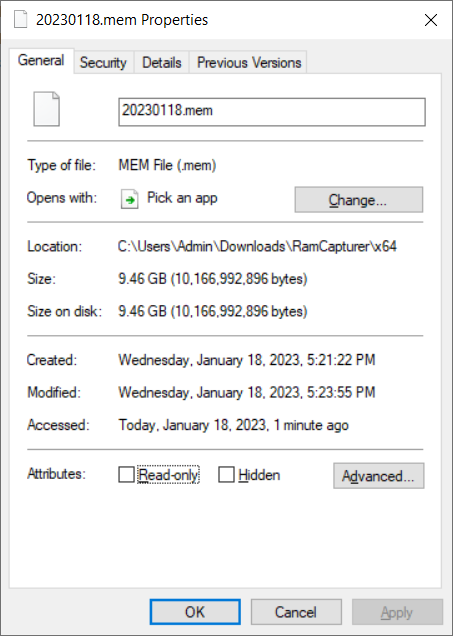 20230118.mem Properties
General Security Details Previous Versions
20230118.mem
Type of file: MEM File (.mem)
Opens with: Pick an app Change...
Location: C:\Users\Admin\Downloads\RamCapturer\x64
Size: 9.46 GB (10,166,992,896 bytes)
Size on disk: 9.46 GB (10,166,992,896 bytes)
Created: Wednesday, January 18, 2023, 5:21:22 PM
Modified: Wednesday, January 18, 2023, 5:23:55 PM
Accessed: Today, January 18, 2023, 1 minute ago
Attributes: Read-only Hidden Advanced...
OK Cancel Apply